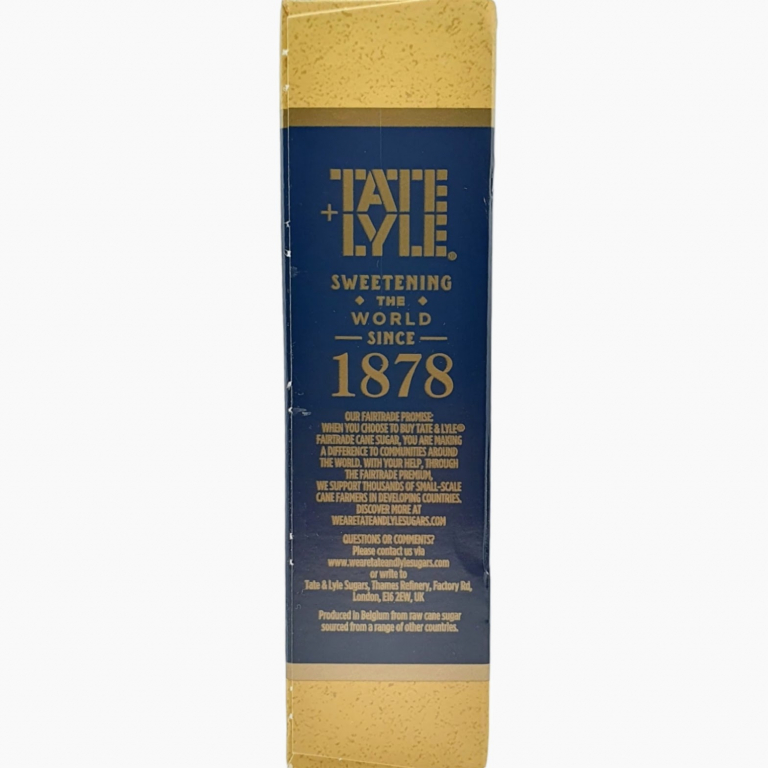 TATE
+ LYLE®
SWEETENING
THE
WORLD
SINCE
1878
OUR FAIRTRADE PROMISE:
WHEN YOU CHOOSE TO BUY TATE & LYLE®
FAIRTRADE CANE SUGAR, YOU ARE MAKING
A DIFFERENCE TO COMMUNITIES AROUND
THE WORLD. WITH YOUR HELP, THROUGH
THE FAIRTRADE PREMIUM,
WE SUPPORT THOUSANDS OF SMALL-SCALE
CANE FARMERS IN DEVELOPING COUNTRIES.
DISCOVER MORE AT
WEARETATEANDLYLESUGARS.COM
QUESTIONS OR COMMENTS?
Please contact us via
www.wearetateandlylesugars.com
or write to
Tate & Lyle Sugars, Thames Refinery, Factory Rd,
London, E16 2EW, UK
Produced in Belgium from raw cane sugar
sourced from a range of other countries.